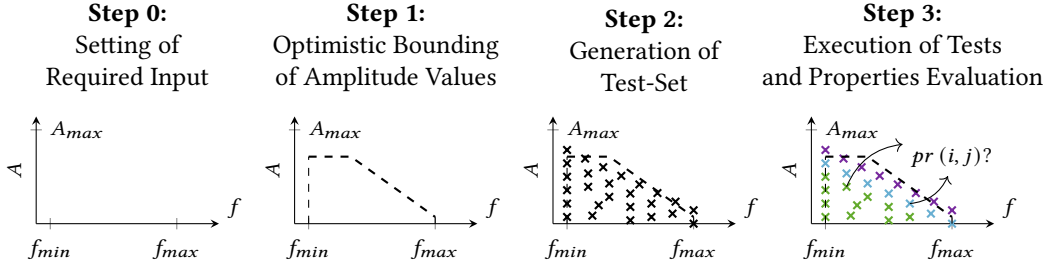 Step 0:
Setting of
Required Input
A
A_max
f
f_min
f_max
Step 1:
Optimistic Bounding
of Amplitude Values
A
A_max
f
f_min
f_max
Step 2:
Generation of
Test-Set
A
A_max
f
f_min
f_max
Step 3:
Execution of Tests
and Properties Evaluation
A
A_max
pr (i, j)?
f
f_min
f_max